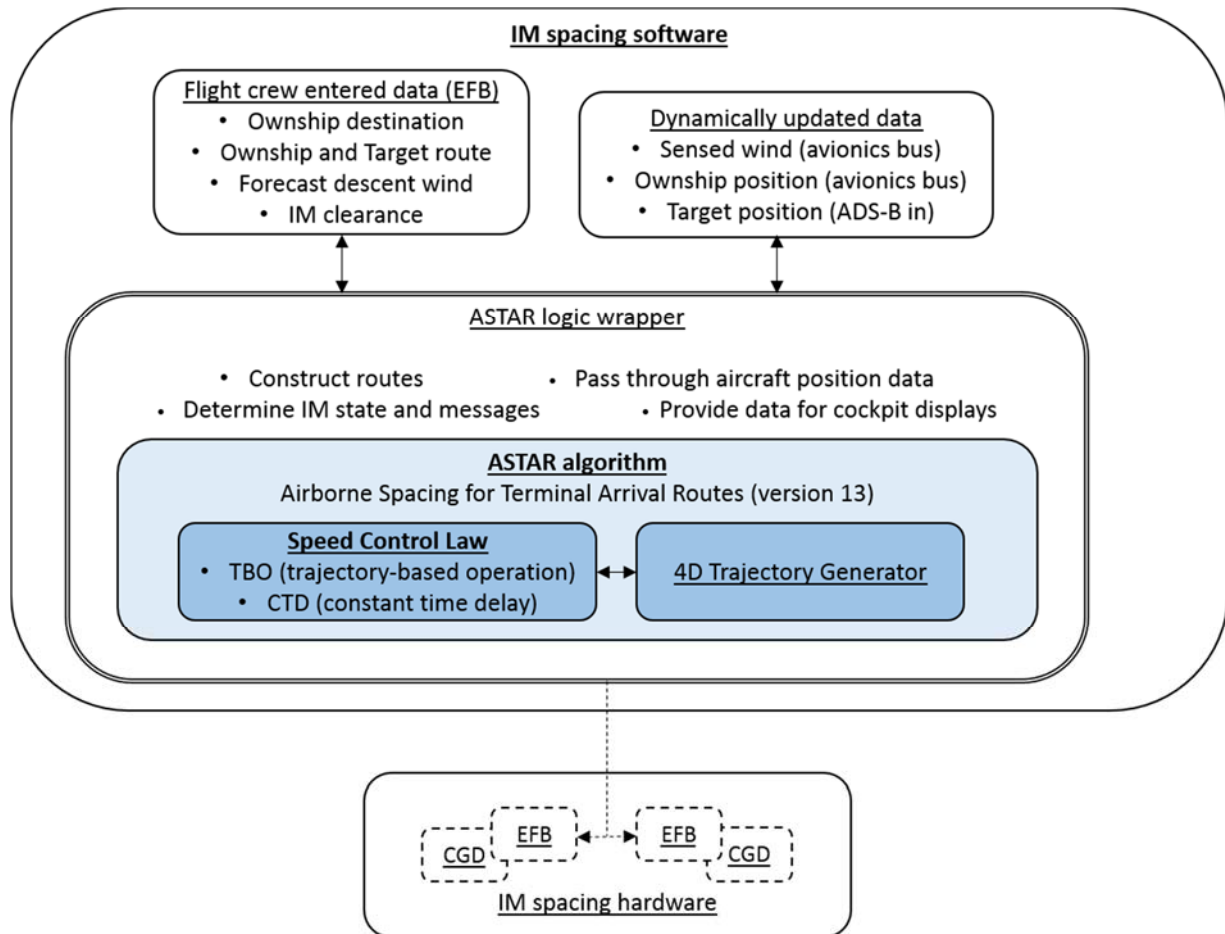 IM spacing software
Flight crew entered data (EFB)
• Ownship destination
• Ownship and Target route
• Forecast descent wind
• IM clearance
Dynamically updated data
• Sensed wind (avionics bus)
• Ownship position (avionics bus)
• Target position (ADS-B in)
ASTAR logic wrapper
• Construct routes
• Pass through aircraft position data
• Determine IM state and messages
• Provide data for cockpit displays
ASTAR algorithm
Airborne Spacing for Terminal Arrival Routes (version 13)
Speed Control Law
• TBO (trajectory-based operation)
• CTD (constant time delay)
4D Trajectory Generator
CGD
EFB
EFB
CGD
IM spacing hardware